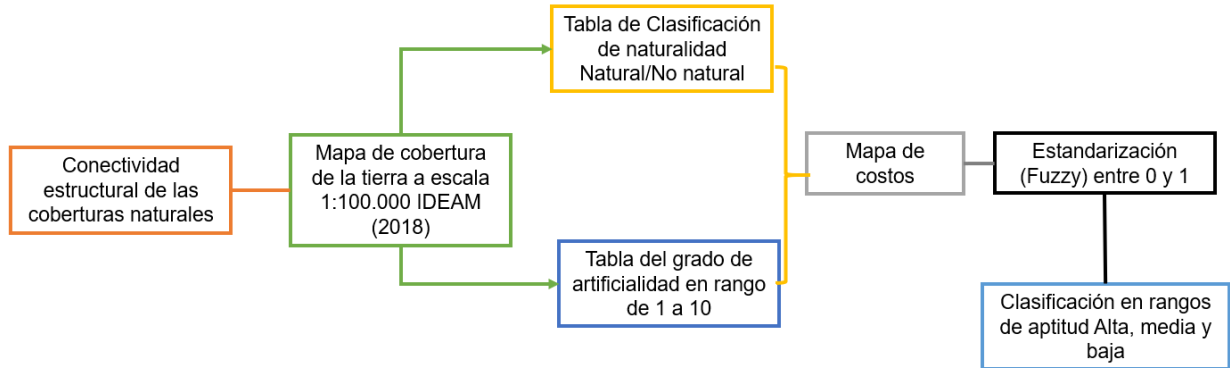 Conectividad
estructural de las
coberturas naturales
Mapa de cobertura
de la tierra a escala
1:100.000 IDEAM
(2018)
Tabla de Clasificación
de naturalidad
Natural/No natural
Tabla del grado de
artificialidad en rango
de 1 a 10
Mapa de
costos
Estandarización
(Fuzzy) entre 0 y 1
Clasificación en rangos
de aptitud Alta, media y
baja